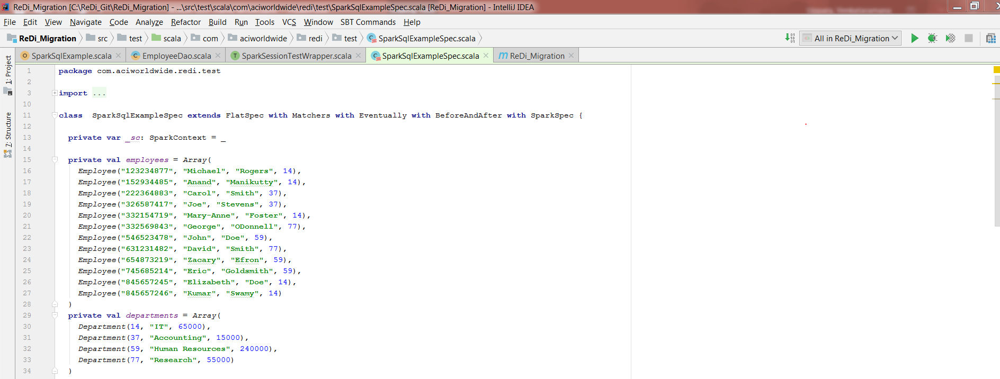 ReDi_Migration [C:\ReDi_Git\ReDi_Migration] - ...\src\test\scala\com\aciworldwide\redi\test\SparkSqlExampleSpec.scala [ReDi_Migration] - IntelliJ IDEA
File Edit View Navigate Code Analyze Refactor Build Run Tools VCS Window SBT Commands Help
ReDi_Migration src test scala com aciworldwide redi test SparkSqlExampleSpec.scala All in ReDi_Migration
SparkSqlExample.scala EmployeeDao.scala SparkSessionTestWrapper.scala SparkSqlExampleSpec.scala ReDi_Migration
1: Project
7: Structure
1 package com.aciworldwide.redi.test
2
3 import ...
10
11 class  SparkSqlExampleSpec extends FlatSpec with Matchers with Eventually with BeforeAndAfter with SparkSpec {
12
13   private var _sc: SparkContext = _
14
15   private val employees = Array(
16     Employee("123234877", "Michael", "Rogers", 14),
17     Employee("152934485", "Anand", "Manikutty", 14),
18     Employee("222364883", "Carol", "Smith", 37),
19     Employee("326587417", "Joe", "Stevens", 37),
20     Employee("332154719", "Mary-Anne", "Foster", 14),
21     Employee("332569843", "George", "ODonnell", 77),
22     Employee("546523478", "John", "Doe", 59),
23     Employee("631231482", "David", "Smith", 77),
24     Employee("654873219", "Zacary", "Efron", 59),
25     Employee("745685214", "Eric", "Goldsmith", 59),
26     Employee("845657245", "Elizabeth", "Doe", 14),
27     Employee("845657246", "Kumar", "Swamy", 14)
28   )
29   private val departments = Array(
30     Department(14, "IT", 65000),
31     Department(37, "Accounting", 15000),
32     Department(59, "Human Resources", 240000),
33     Department(77, "Research", 55000)
34   )